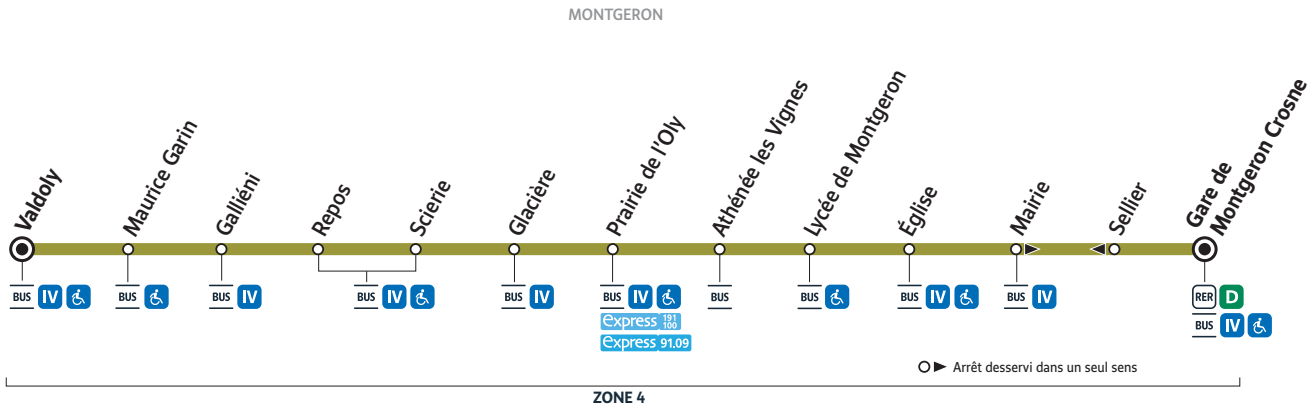 MONTGERON
Valdoly
Maurice Garin
Galliéni
Repos
Scierie
Glacière
Prairie de l'Oly
Athénée les Vignes
Lycée de Montgeron
Église
Mairie
Sellier
Gare de
Montgeron Crosne
BUS IV
BUS
BUS IV
BUS IV
BUS IV
BUS IV
express 191 100
express 91.09
BUS
BUS
BUS IV
BUS IV
RER D
BUS IV
Arrêt desservi dans un seul sens
ZONE 4